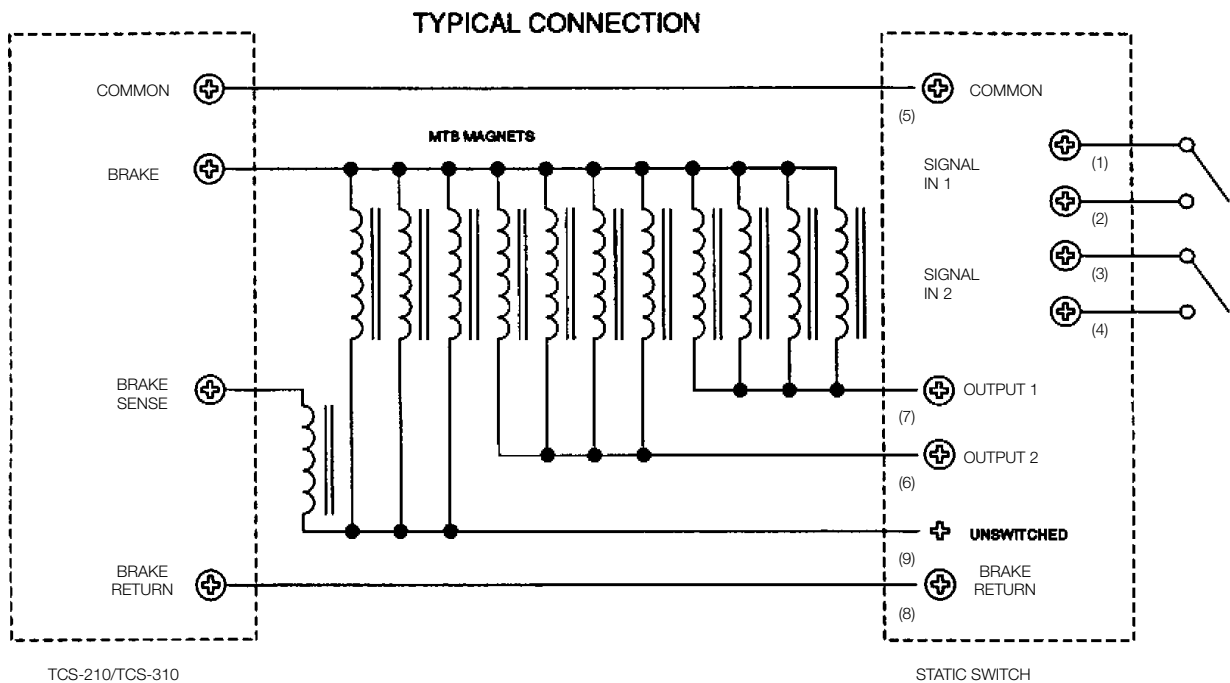 TYPICAL CONNECTION
COMMON
COMMON
(5)
MTB MAGNETS
BRAKE
SIGNAL
IN 1
(1)
(2)
SIGNAL
IN 2
(3)
(4)
BRAKE
SENSE
OUTPUT 1
(7)
OUTPUT 2
(6)
UNSWITCHED
(9)
BRAKE
RETURN
BRAKE
RETURN
(8)
TCS-210/TCS-310
STATIC SWITCH